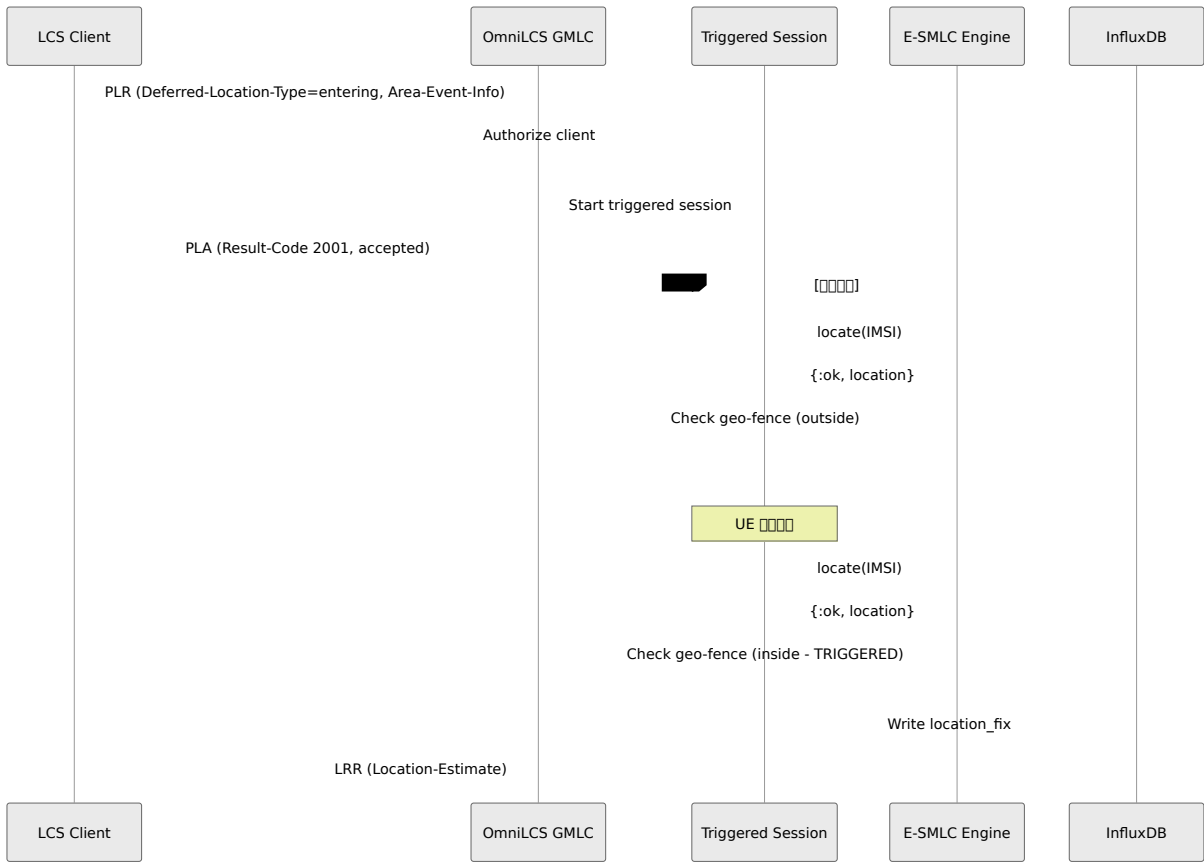 LCS Client
OmniLCS GMLC
Triggered Session
E-SMLC Engine
InfluxDB
PLR (Deferred-Location-Type=entering, Area-Event-Info)
Authorize client
Start triggered session
PLA (Result-Code 2001, accepted)
locate(IMSI)
{:ok, location}
Check geo-fence (outside)
UE
locate(IMSI)
{:ok, location}
Check geo-fence (inside - TRIGGERED)
Write location_fix
LRR (Location-Estimate)
LCS Client
OmniLCS GMLC
Triggered Session
E-SMLC Engine
InfluxDB